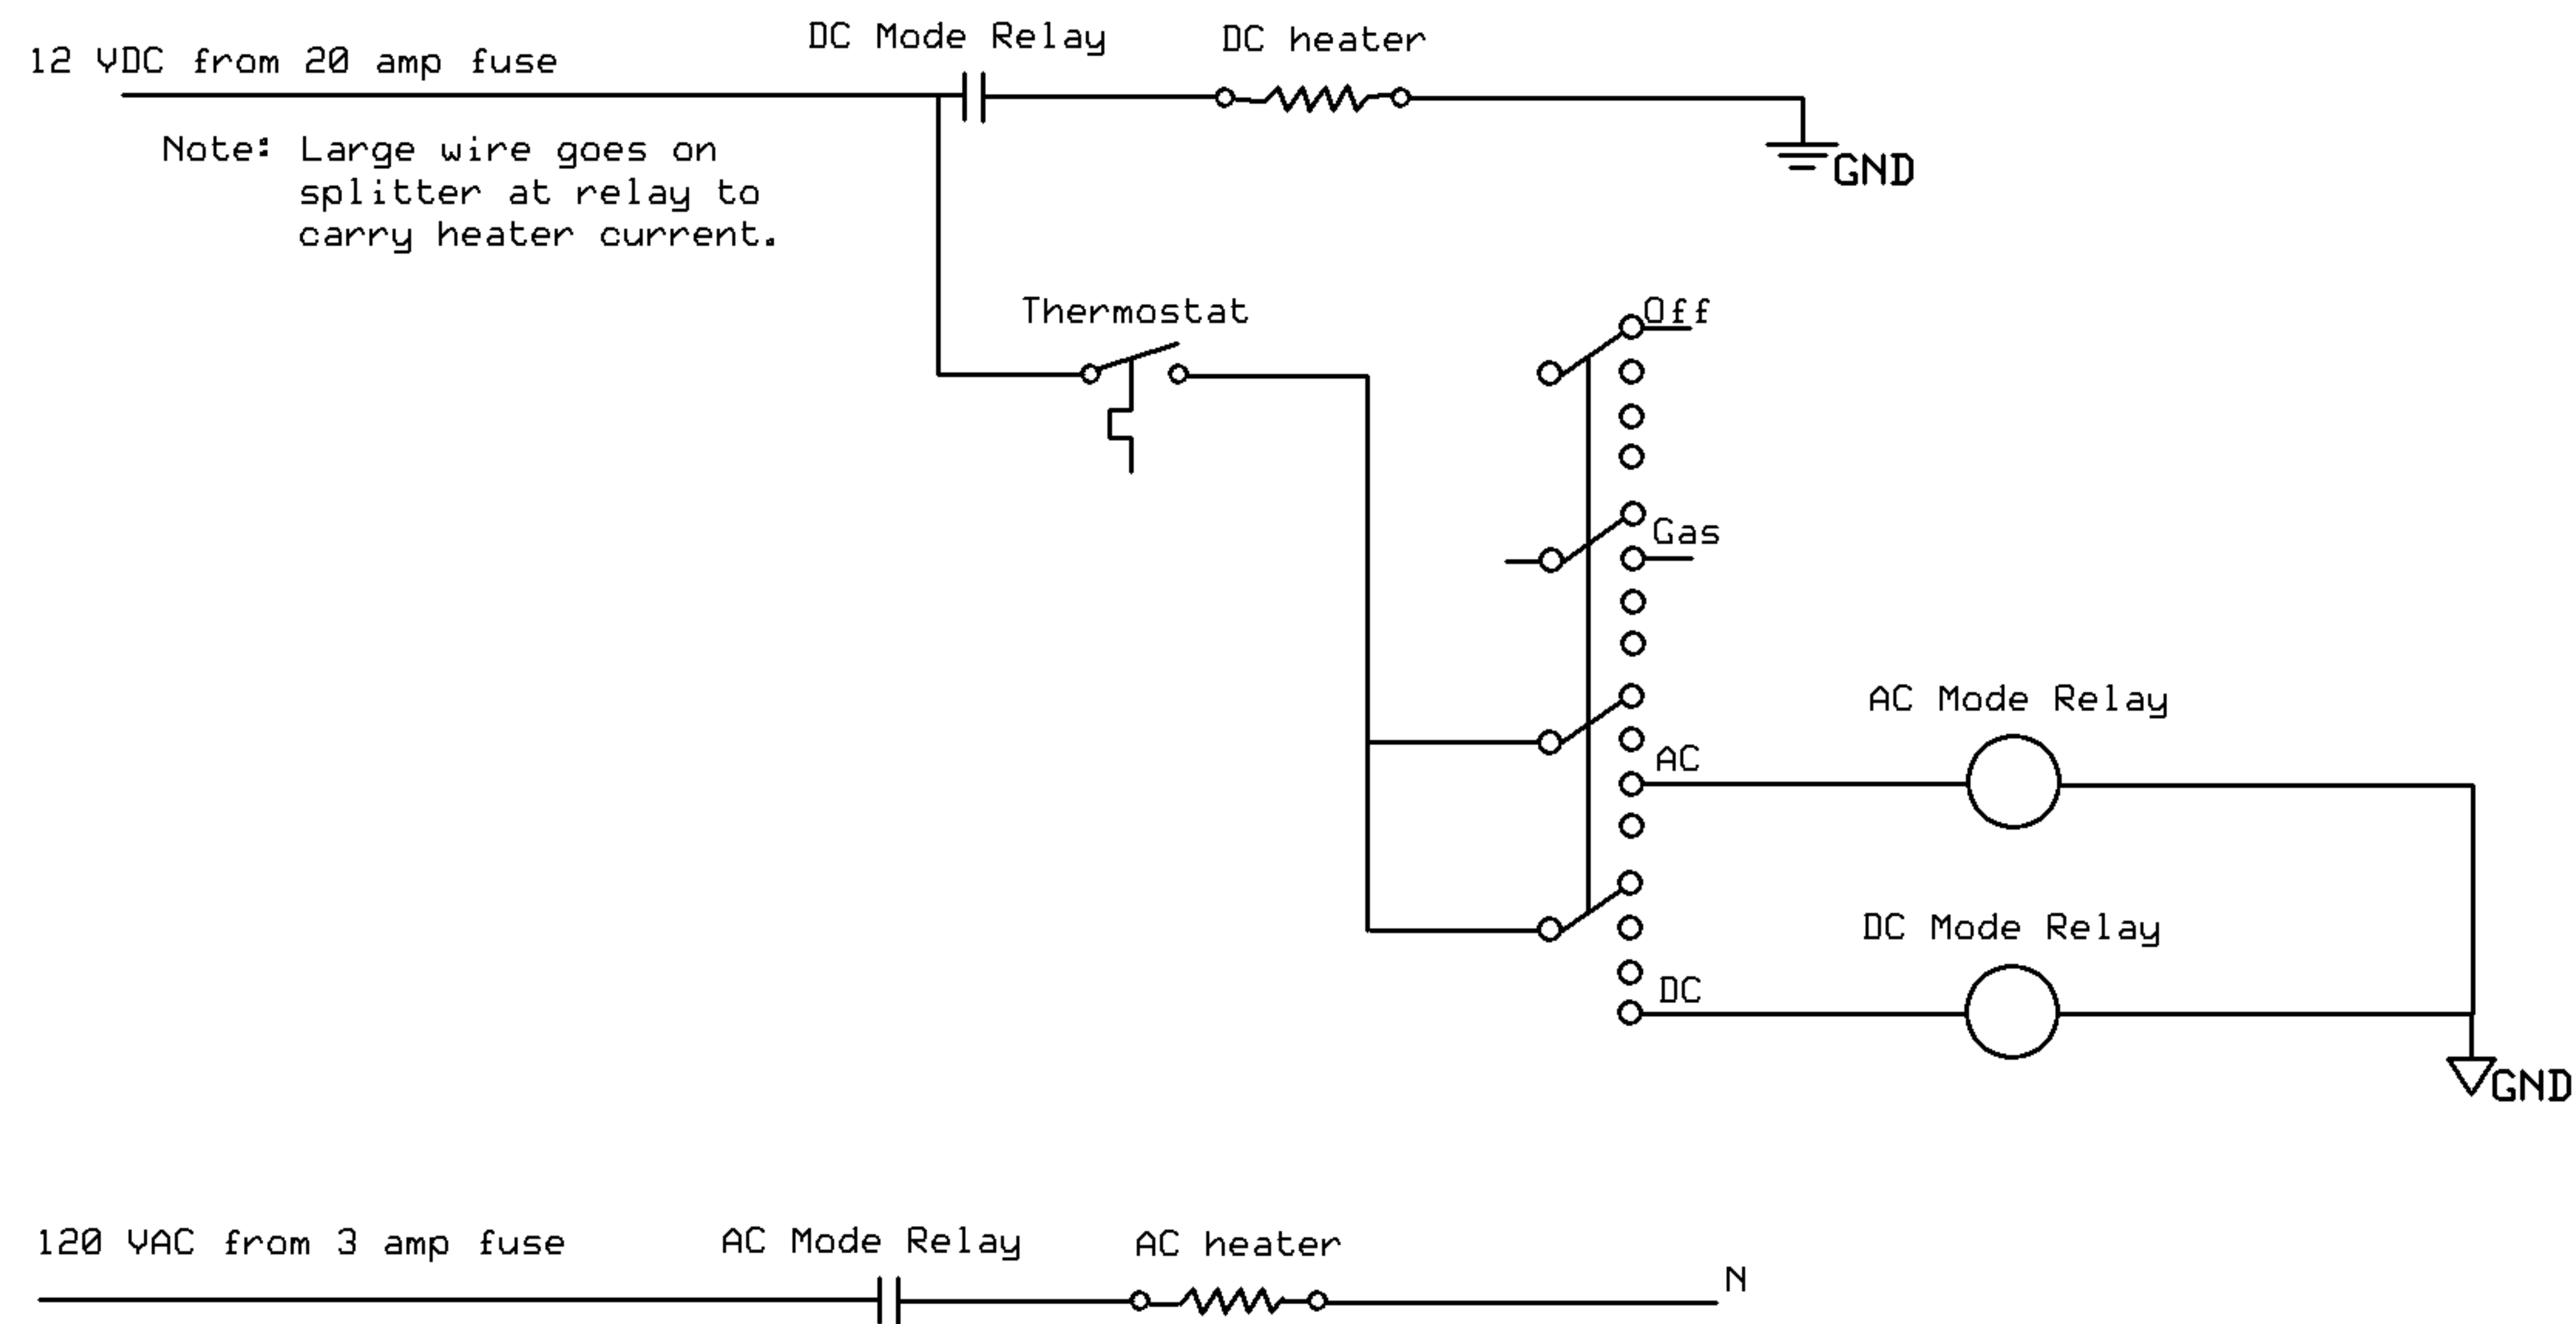 DC Mode Relay
DC heater
12 VDC from 20 amp fuse
Note: Large wire goes on
splitter at relay to
carry heater current.
GND
Thermostat
Off
Gas
AC Mode Relay
AC
DC Mode Relay
DC
GND
120 VAC from 3 amp fuse
AC Mode Relay
AC heater
N